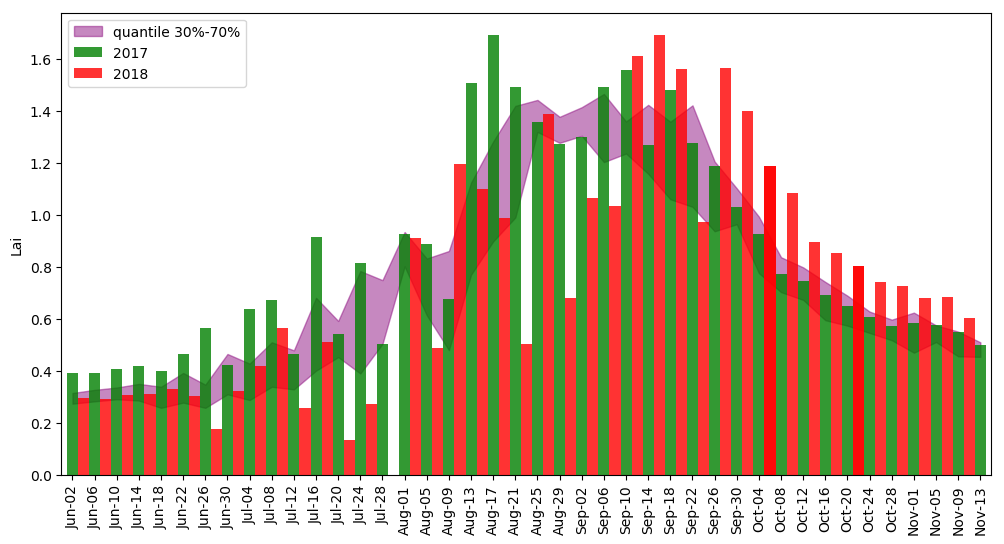 quantile 30%-70%
2017
2018
Lai
1.6
1.4
1.2
1.0
0.8
0.6
0.4
0.2
0.0
Jun-02
Jun-06
Jun-10
Jun-14
Jun-18
Jun-22
Jun-26
Jun-30
Jul-04
Jul-08
Jul-12
Jul-16
Jul-20
Jul-24
Jul-28
Aug-01
Aug-05
Aug-09
Aug-13
Aug-17
Aug-21
Aug-25
Aug-29
Sep-02
Sep-06
Sep-10
Sep-14
Sep-18
Sep-22
Sep-26
Sep-30
Oct-04
Oct-08
Oct-12
Oct-16
Oct-20
Oct-24
Oct-28
Nov-01
Nov-05
Nov-09
Nov-13